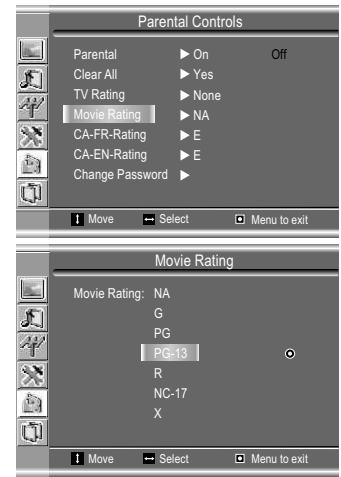 Parental Controls
Parental ▶ On Off
Clear All ▶ Yes
TV Rating ▶ None
Movie Rating ▶ NA
CA-FR-Rating ▶ E
CA-EN-Rating ▶ E
Change Password ▶
Move Select Menu to exit
Movie Rating
Movie Rating: NA
G
PG
PG-13
R
NC-17
X
Move Select Menu to exit